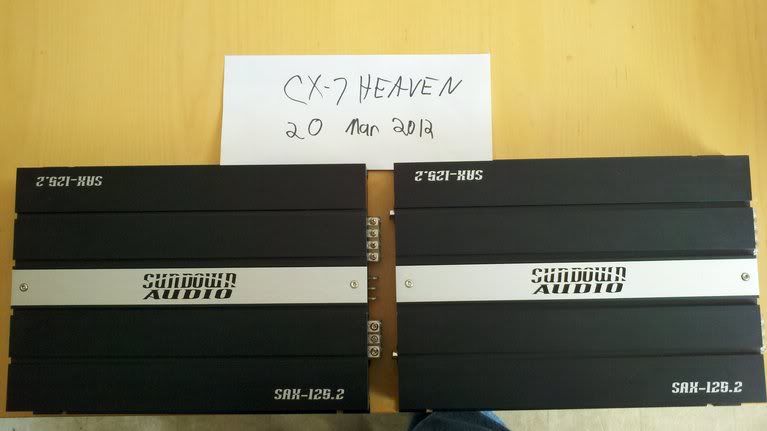 CX-7 HEAVEN
20 Mar 2012
SAX-125.2
SAX-125.2
SUNDOWN
AUDIO
SUNDOWN
AUDIO
SAX-125.2
SAX-125.2